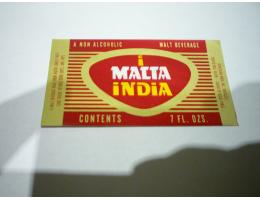 A NON ALCOHOLIC MALT BEVERAGE
i
MALTA
iNDiA
CONTENTS 7 FL. OZS.